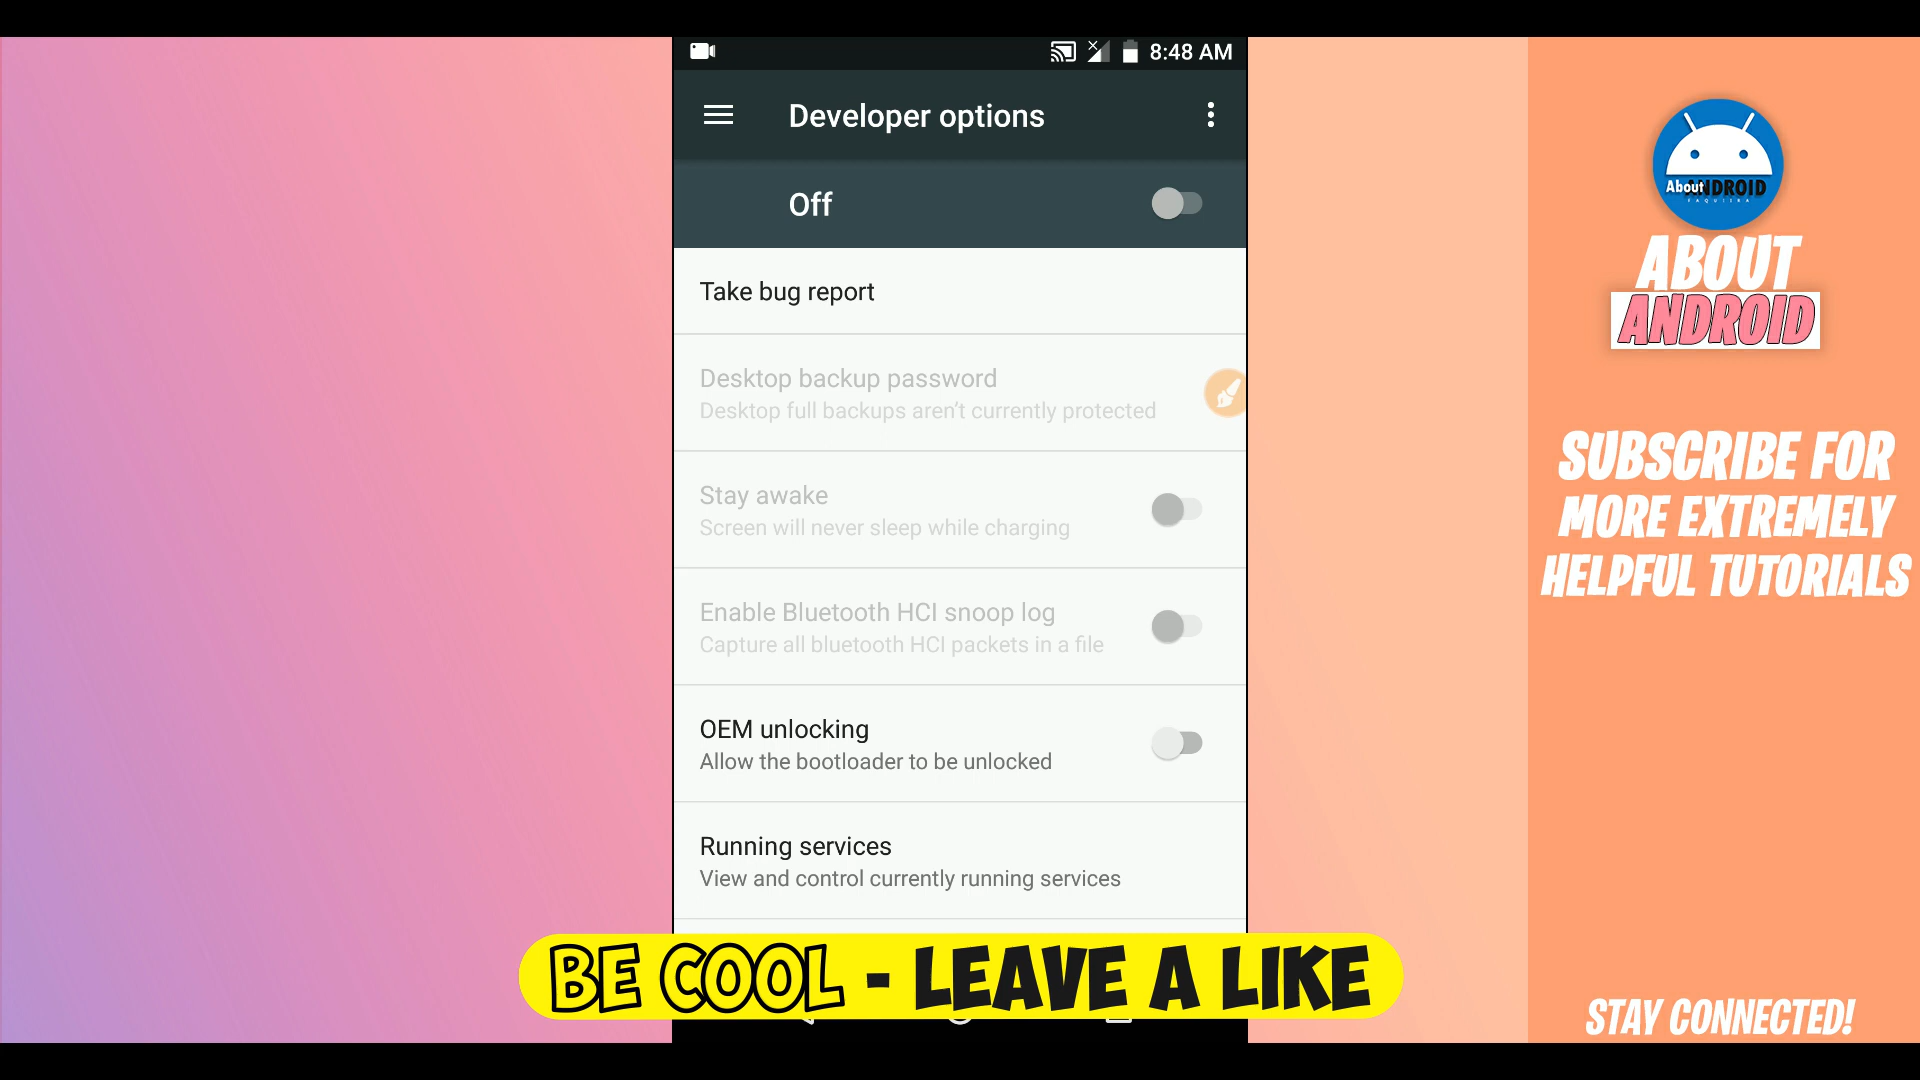 8:48 AM
Developer options
Off
Take bug report
Desktop backup password
Desktop full backups aren't currently protected
Stay awake
Screen will never sleep while charging
Enable Bluetooth HCI snoop log
Capture all bluetooth HCI packets in a file
OEM unlocking
Allow the bootloader to be unlocked
Running services
View and control currently running services
BE COOL - LEAVE A LIKE
About ANDROID
ABOUT
ANDROID
SUBSCRIBE FOR
MORE EXTREMELY
HELPFUL TUTORIALS
STAY CONNECTED!